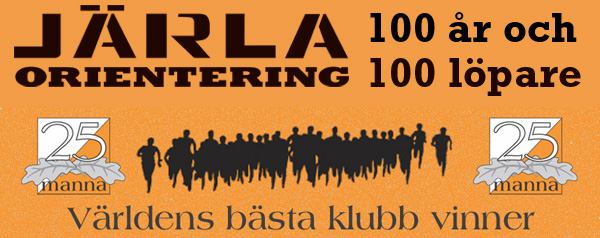 JÄRLA
ORIENTERING
100 år och
100 löpare
25
manna
25
manna
Världens bästa klubb vinner